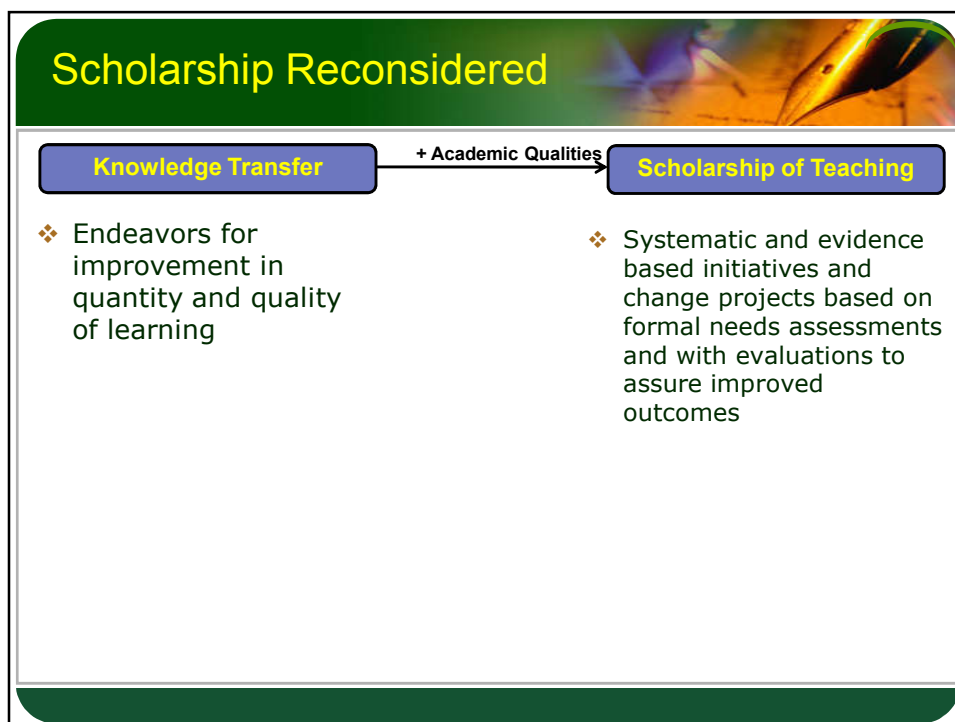 Scholarship Reconsidered
Knowledge Transfer
+ Academic Qualities
Scholarship of Teaching
Endeavors for
improvement in
quantity and quality
of learning
Systematic and evidence
based initiatives and
change projects based on
formal needs assessments
and with evaluations to
assure improved
outcomes